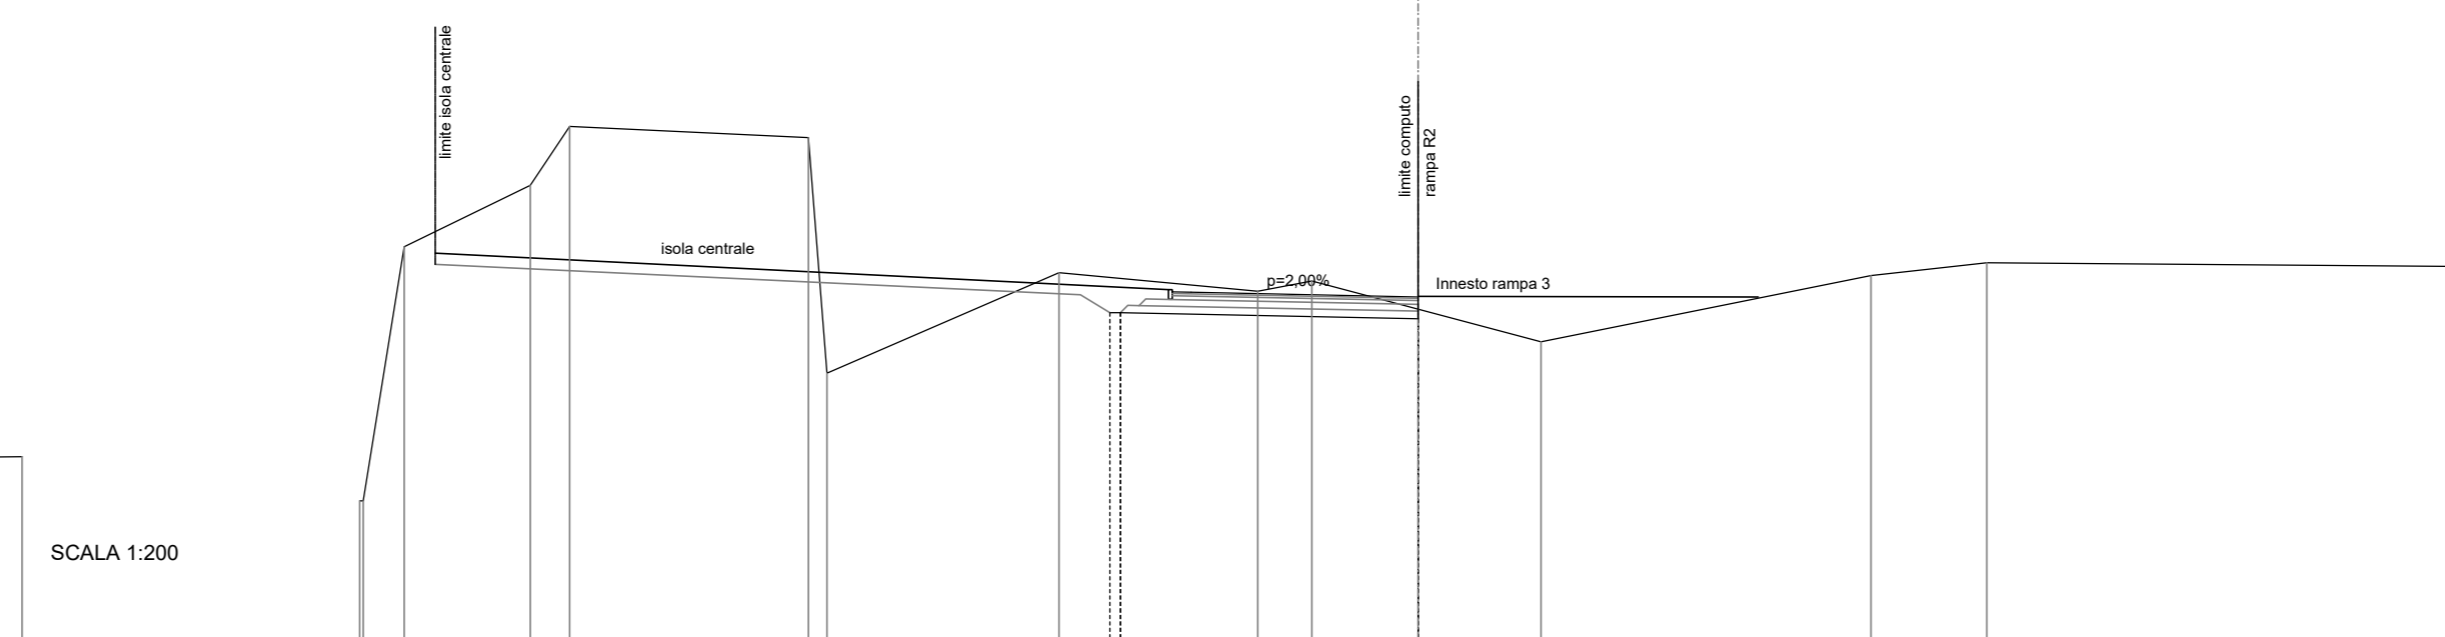 limite isola centrale
limite computo
rampa R2
isola centrale
p=2,00%
Innesto rampa 3
SCALA 1:200